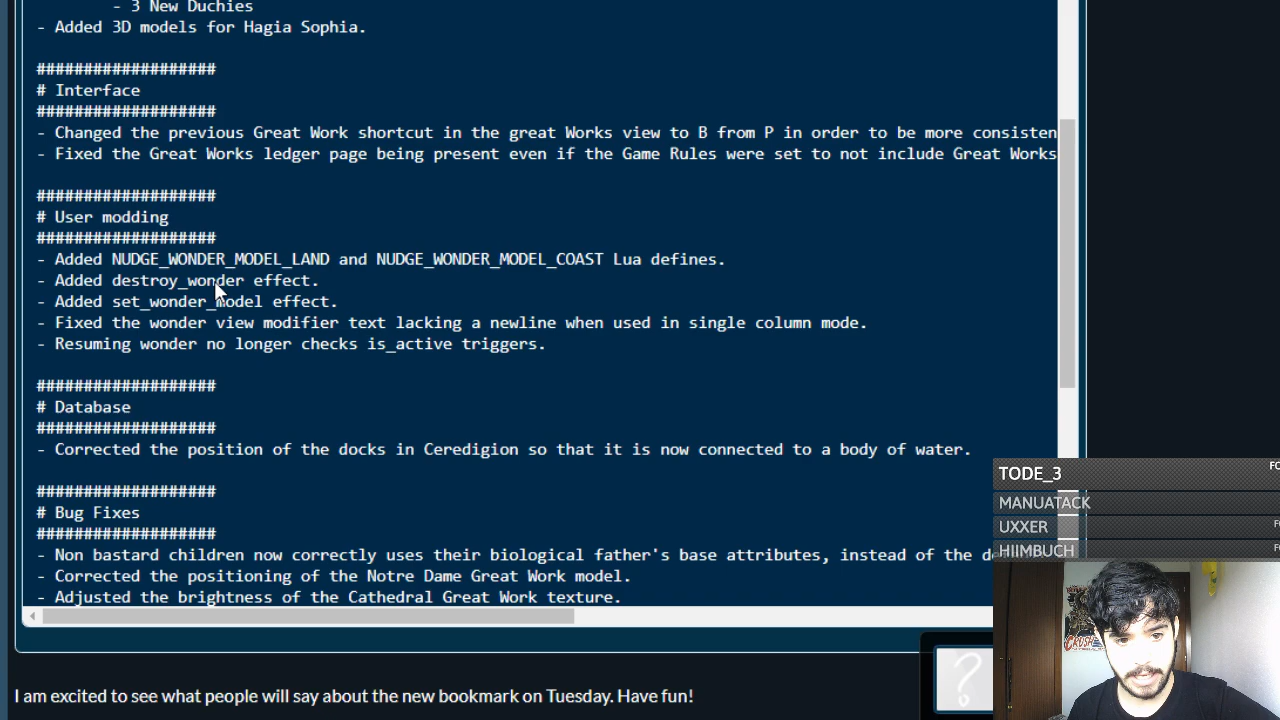 - 3 New Duchies
- Added 3D models for Hagia Sophia.
###################
# Interface
###################
- Changed the previous Great Work shortcut in the great Works view to B from P in order to be more consisten
- Fixed the Great Works ledger page being present even if the Game Rules were set to not include Great Works
###################
# User modding
###################
- Added NUDGE_WONDER_MODEL_LAND and NUDGE_WONDER_MODEL_COAST Lua defines.
- Added destroy_wonder effect.
- Added set_wonder_model effect.
- Fixed the wonder view modifier text lacking a newline when used in single column mode.
- Resuming wonder no longer checks is_active triggers.
###################
# Database
###################
- Corrected the position of the docks in Ceredigion so that it is now connected to a body of water.
###################
# Bug Fixes
###################
- Non bastard children now correctly uses their biological father's base attributes, instead of the
- Corrected the positioning of the Notre Dame Great Work model.
- Adjusted the brightness of the Cathedral Great Work texture.
I am excited to see what people will say about the new bookmark on Tuesday. Have fun!
TODE_3
MANUATACK
UXXER
HIIMBUCH
CRUSH